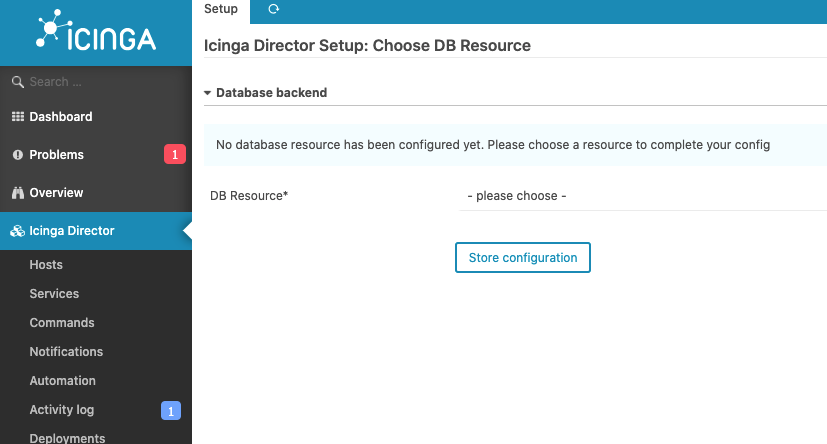 Setup
iCINGA
Icinga Director Setup: Choose DB Resource
Search ...
Database backend
Dashboard
No database resource has been configured yet. Please choose a resource to complete your config
Problems
1
Overview
DB Resource*
- please choose -
Icinga Director
Store configuration
Hosts
Services
Commands
Notifications
Automation
Activity log
1
Deployments